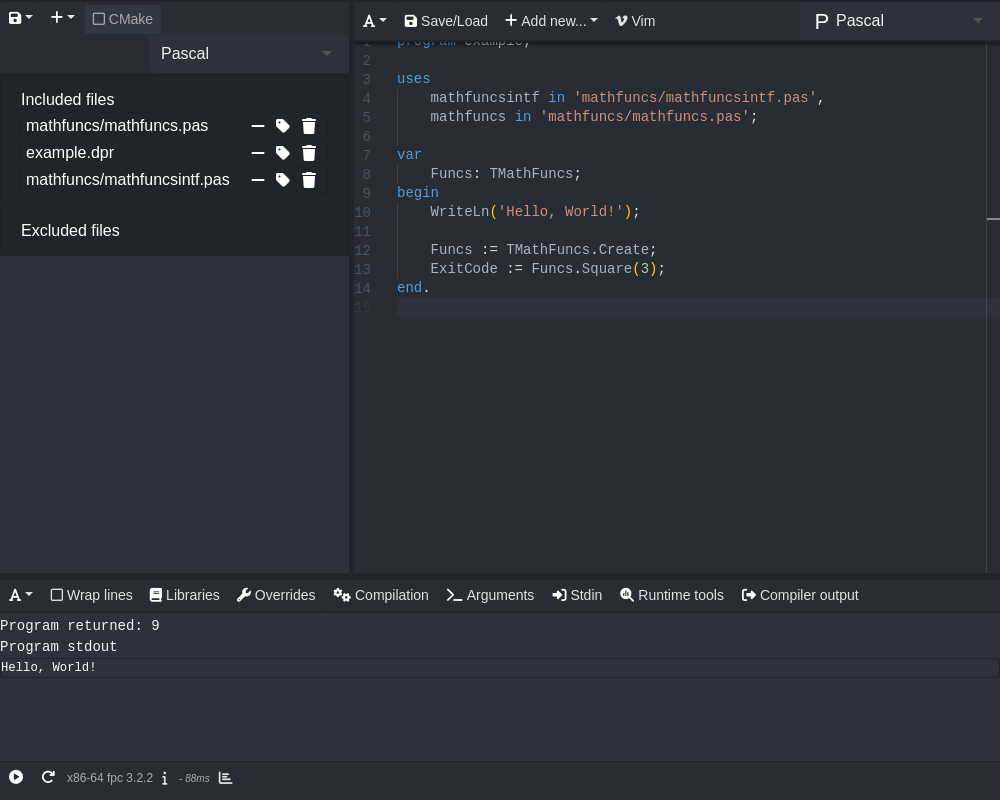 CMake
Pascal
Included files
mathfuncs/mathfuncs.pas
example.dpr
mathfuncs/mathfuncsintf.pas
Excluded files
A Save/Load Add new... Vim
Pascal
1 program example;
2
3 uses
4 mathfuncsintf in 'mathfuncs/mathfuncsintf.pas',
5 mathfuncs in 'mathfuncs/mathfuncs.pas';
6
7 var
8 Funcs: TMathFuncs;
9 begin
10 WriteLn('Hello, World!');
11
12 Funcs := TMathFuncs.Create;
13 ExitCode := Funcs.Square(3);
14 end.
15
A Wrap lines Libraries Overrides Compilation Arguments Stdin Runtime tools Compiler output
Program returned: 9
Program stdout
Hello, World!
x86-64 fpc 3.2.2 i - 88ms